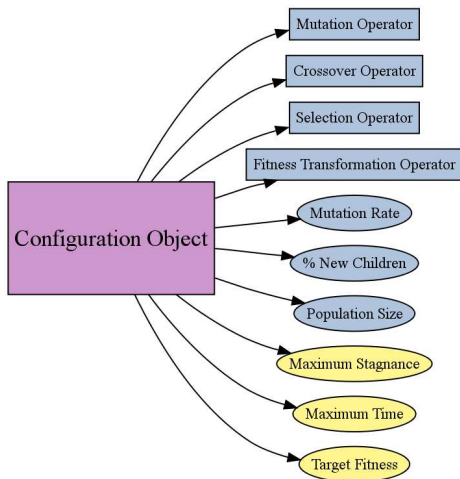 Mutation Operator
Crossover Operator
Selection Operator
Fitness Transformation Operator
Configuration Object
Mutation Rate
% New Children
Population Size
Maximum Stagnance
Maximum Time
Target Fitness